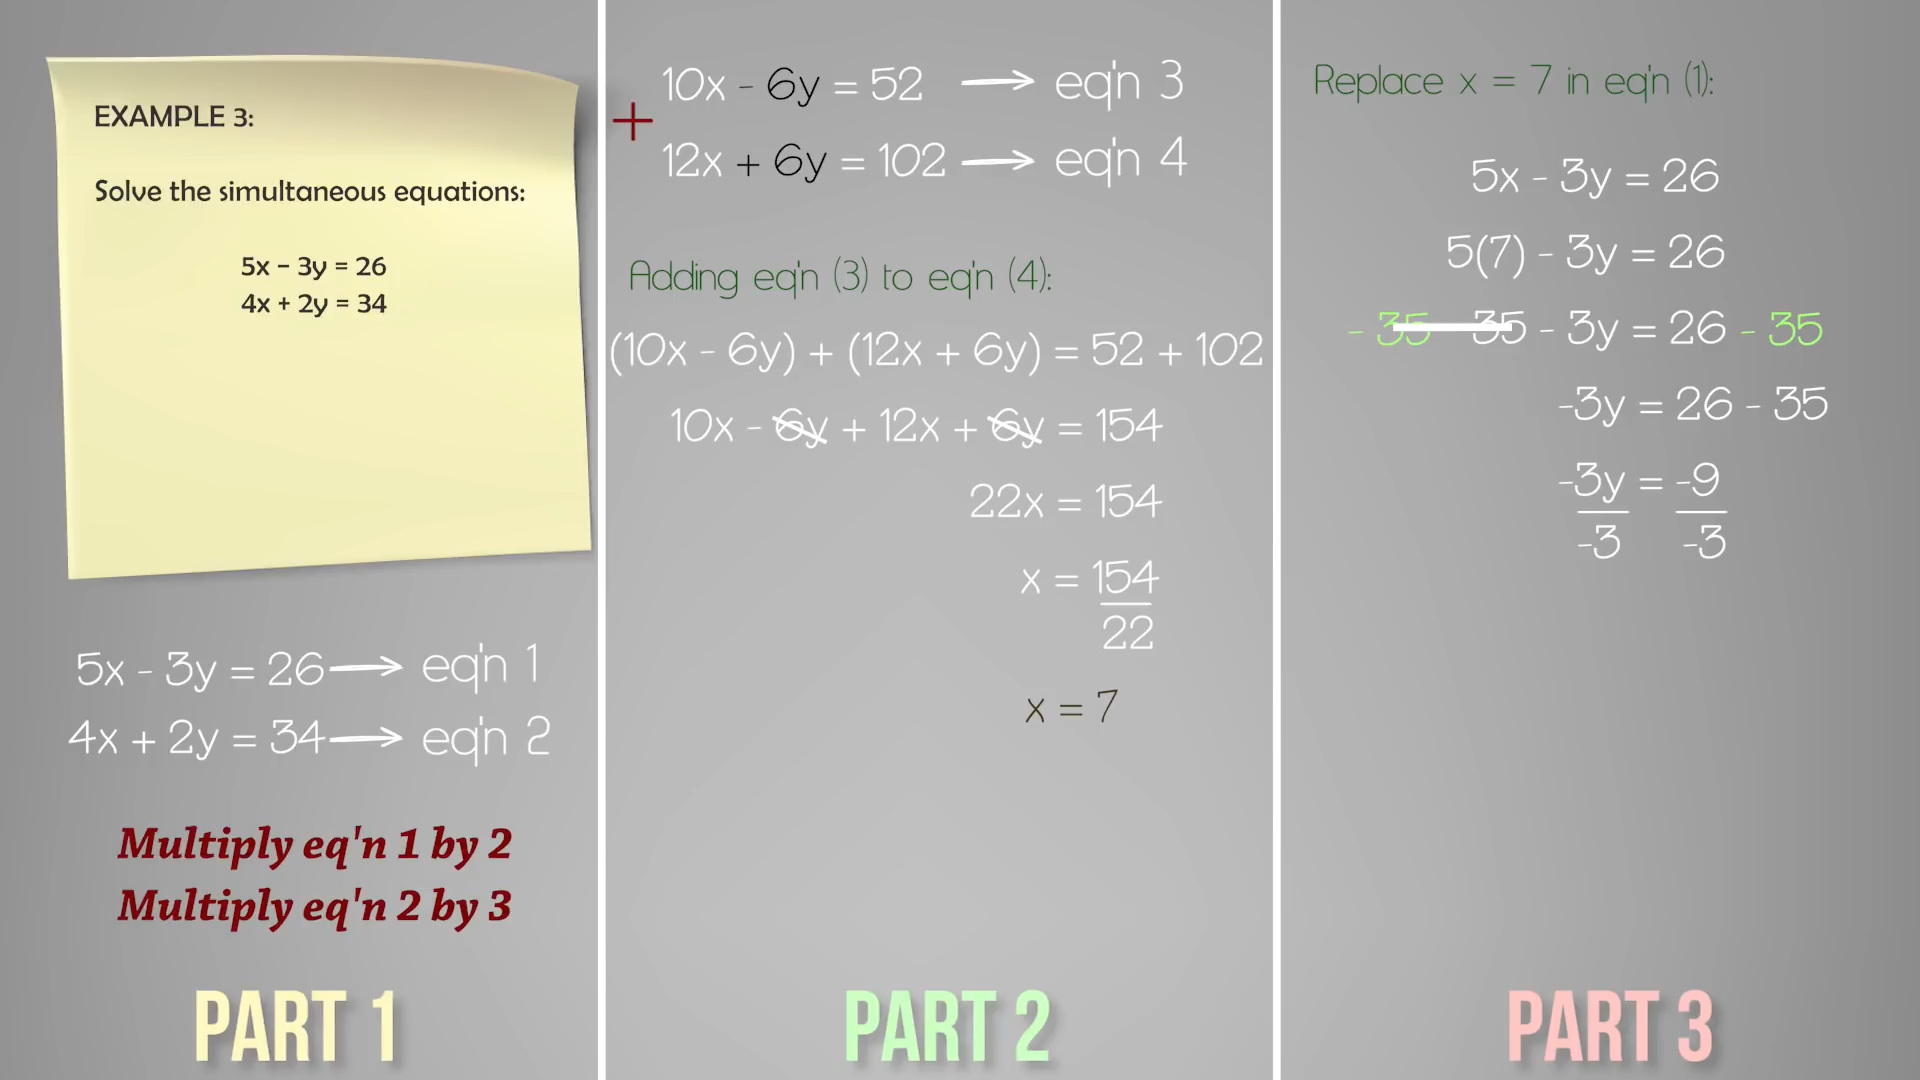 EXAMPLE 3:
Solve the simultaneous equations:
5x – 3y = 26
4x + 2y = 34
5x - 3y = 26 → eq'n 1
4x + 2y = 34 → eq'n 2
Multiply eq'n 1 by 2
Multiply eq'n 2 by 3
PART 1
10x - 6y = 52 → eq'n 3
+
12x + 6y = 102 → eq'n 4
Adding eq'n (3) to eq'n (4):
(10x - 6y) + (12x + 6y) = 52 + 102
10x - 6y + 12x + 6y = 154
22x = 154
x = 154
22
x = 7
PART 2
Replace x = 7 in eq'n (1):
5x - 3y = 26
5(7) - 3y = 26
- 35 35 - 3y = 26 - 35
-3y = 26 - 35
-3y = -9
-3 -3
PART 3